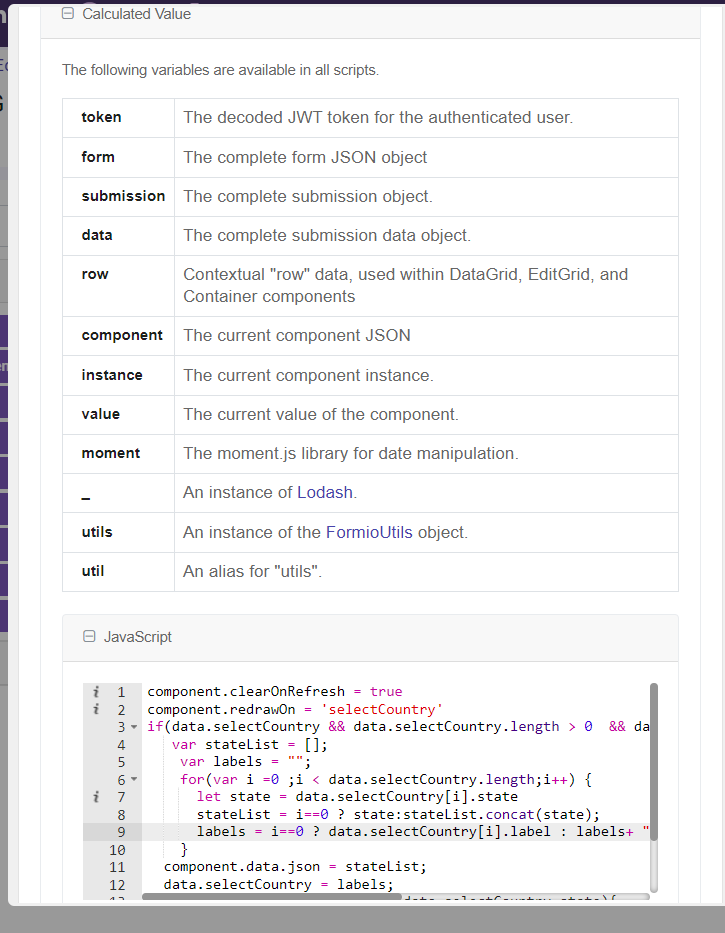 Calculated Value
The following variables are available in all scripts.
token The decoded JWT token for the authenticated user.
form The complete form JSON object
submission The complete submission object.
data The complete submission data object.
row Contextual "row" data, used within DataGrid, EditGrid, and
Container components
component The current component JSON
instance The current component instance.
value The current value of the component.
moment The moment.js library for date manipulation.
_ An instance of Lodash.
utils An instance of the FormioUtils object.
util An alias for "utils".
JavaScript
i 1 component.clearOnRefresh = true
i 2 component.redrawOn = 'selectCountry'
3 if(data.selectCountry && data.selectCountry.length > 0 && da
4 var stateList = [];
5 var labels = "";
6 for(var i =0 ;i < data.selectCountry.length;i++) {
i 7 let state = data.selectCountry[i].state
8 stateList = i==0 ? state:stateList.concat(state);
9 labels = i==0 ? data.selectCountry[i].label : labels+ "
10 }
11 component.data.json = stateList;
12 data.selectCountry = labels;